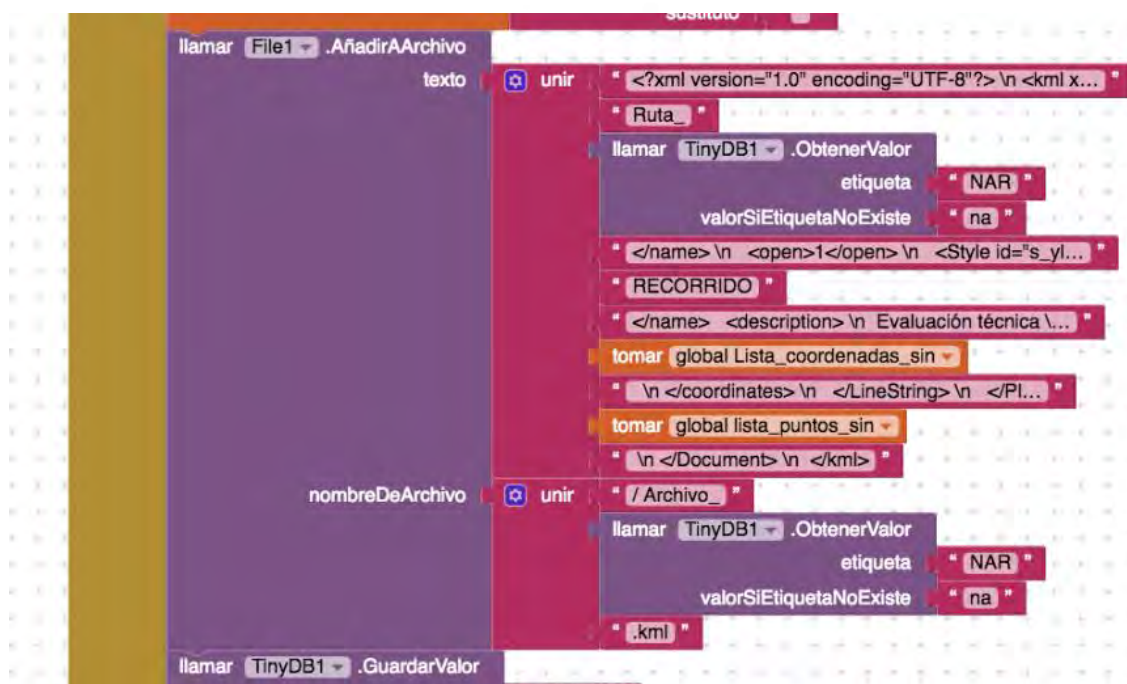 sustituto
llamar File1 .AñadirAArchivo
texto unir " <?xml version="1.0" encoding="UTF-8"?> \n <kml x... "
" Ruta_ "
llamar TinyDB1 .ObtenerValor
etiqueta " NAR "
valorSiEtiquetaNoExiste " na "
" </name> \n <open>1</open> \n <Style id="s_yl... "
" RECORRIDO "
" </name> <description> \n Evaluación técnica \... "
tomar global Lista_coordenadas_sin
" \n </coordinates> \n </LineString> \n </Pl... "
tomar global lista_puntos_sin
" \n </Document> \n </kml> "
nombreDeArchivo unir " / Archivo_ "
llamar TinyDB1 .ObtenerValor
etiqueta " NAR "
valorSiEtiquetaNoExiste " na "
" .kml "
llamar TinyDB1 .GuardarValor